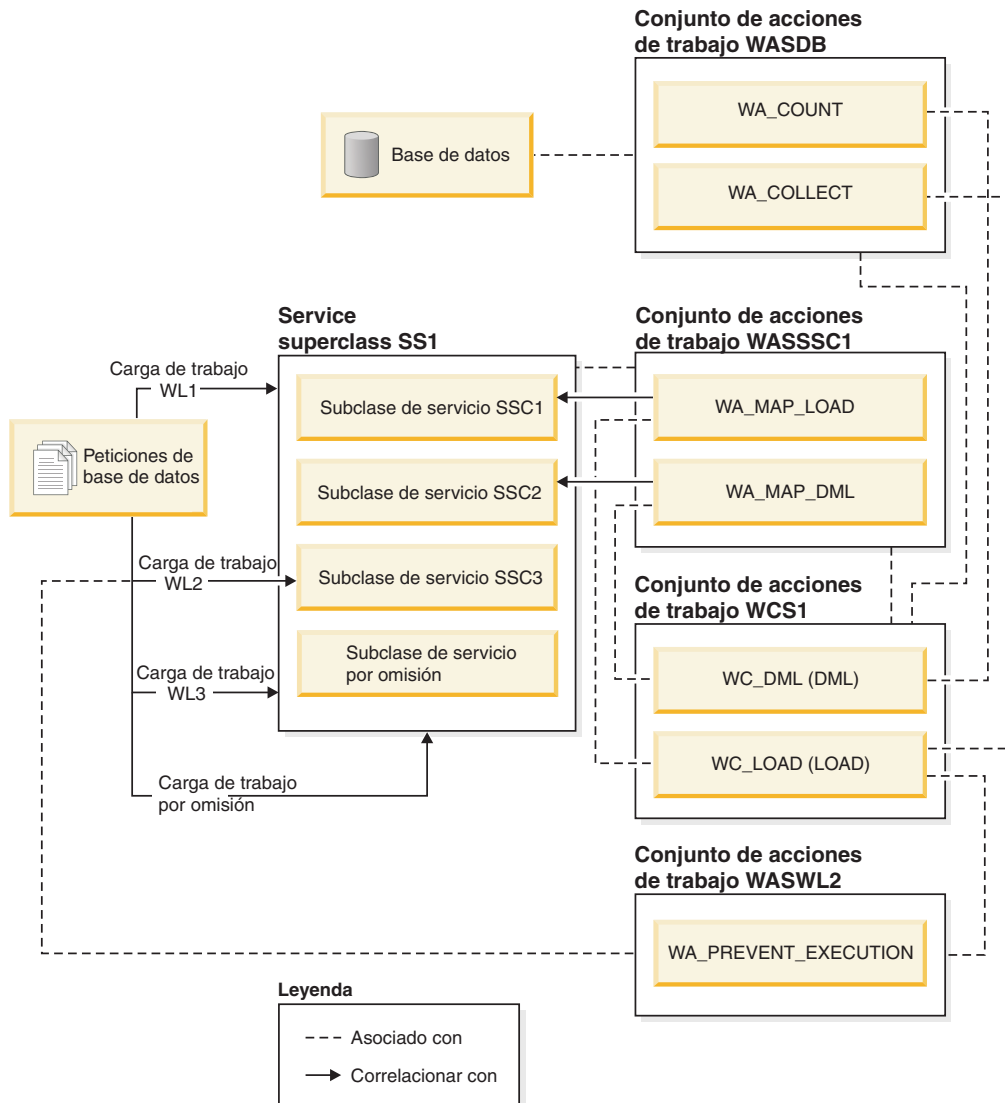 Conjunto de acciones
de trabajo WASDB
WA_COUNT
Base de datos
WA_COLLECT
Service
superclass SS1
Conjunto de acciones
de trabajo WASSSC1
Carga de trabajo
WL1
Subclase de servicio SSC1
WA_MAP_LOAD
Peticiones de
base de datos
Subclase de servicio SSC2
WA_MAP_DML
Carga de trabajo
WL2
Subclase de servicio SSC3
Conjunto de acciones
de trabajo WCS1
Subclase de servicio
por omisión
Carga de trabajo
WL3
WC_DML (DML)
WC_LOAD (LOAD)
Carga de trabajo
por omisión
Conjunto de acciones
de trabajo WASWL2
WA_PREVENT_EXECUTION
Leyenda
Asociado con
Correlacionar con